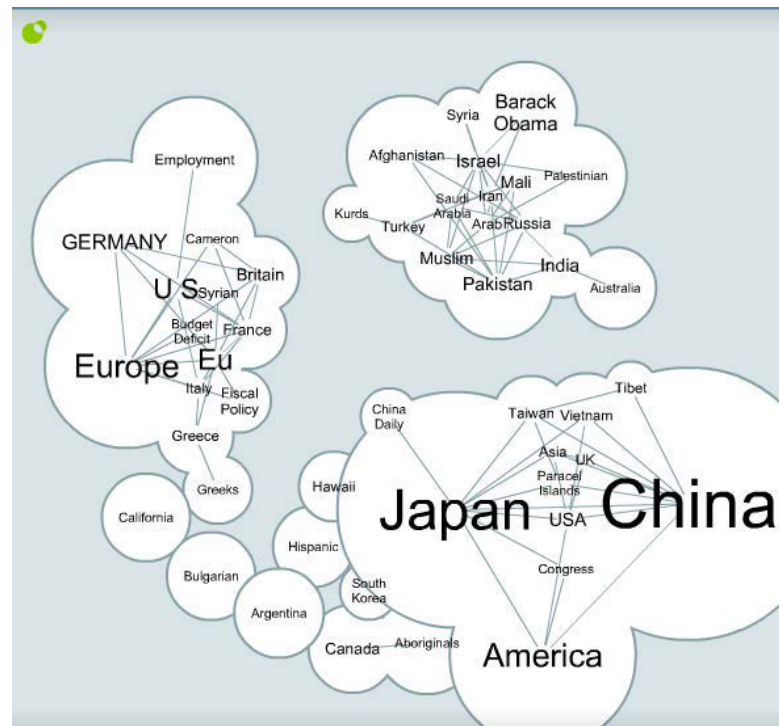 Employment
GERMANY
Cameron
Britain
U S
Syrian
Budget
Deficit
France
Europe
Eu
Italy
Fiscal
Policy
Greece
Greeks
Barack
Obama
Syria
Afghanistan
Israel
Palestinian
Mali
Saudi
Arabia
Iran
Kurds
Turkey
Arab
Russia
Muslim
India
Pakistan
Australia
Tibet
China
Daily
Taiwan
Vietnam
Asia
UK
Paracel
Islands
Japan
USA
China
Congress
America
Hawaii
California
Hispanic
Bulgarian
South
Korea
Argentina
Canada
Aboriginals